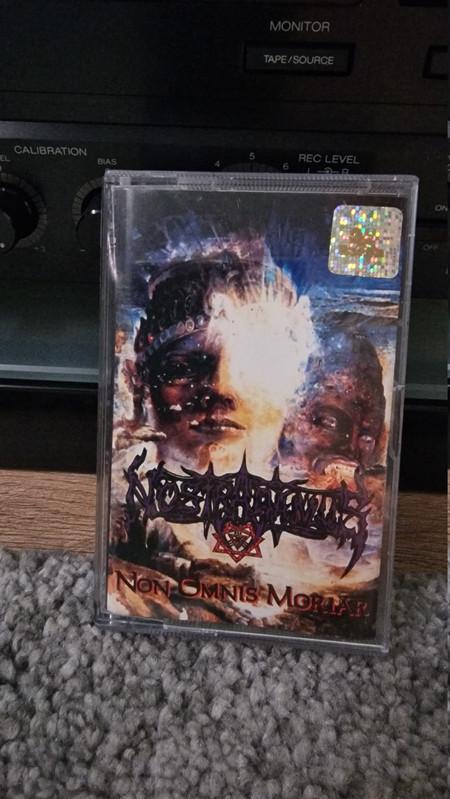 MONITOR
TAPE/SOURCE
CALIBRATION
BIAS
4 5 6
REC LEVEL
L R
ON
OFF
NON OMNIS MORIAR